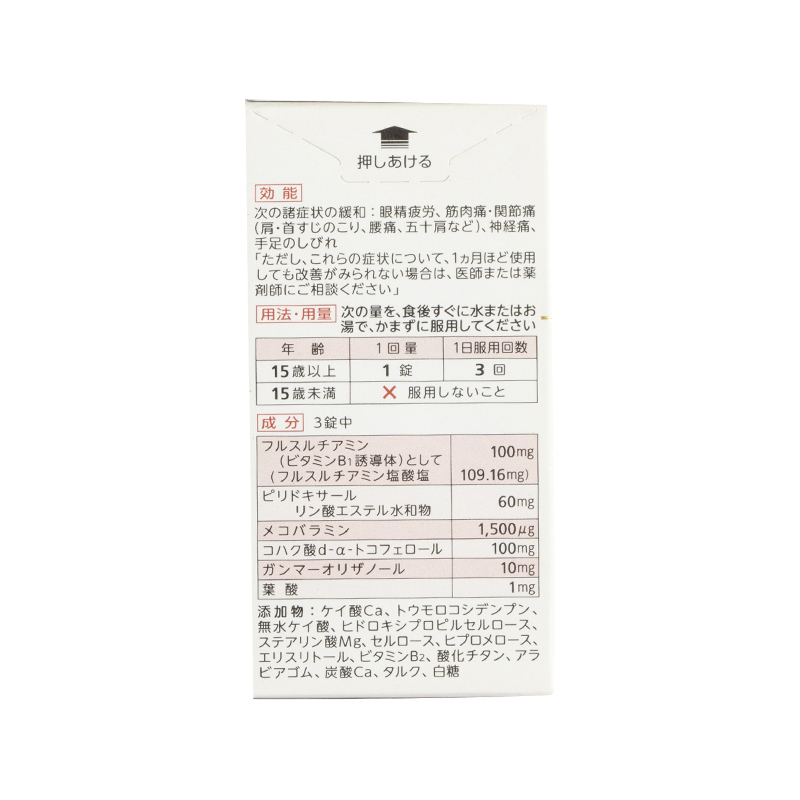 押しあける
効能
次の諸症状の緩和：眼精疲労、筋肉痛・関節痛
（肩・首すじのこり、腰痛、五十肩など）、神経痛、
手足のしびれ
「ただし、これらの症状について、1ヵ月ほど使用
しても改善がみられない場合は、医師または薬
剤師にご相談ください」
用法・用量 次の量を、食後すぐに水またはお
湯で、かまずに服用してください
年齢 1回量 1日服用回数
15歳以上 1錠 3回
15歳未満 × 服用しないこと
成分 3錠中
フルスルチアミン
（ビタミンB1誘導体）として 100mg
（フルスルチアミン塩酸塩 109.16mg）
ピリドキサール
リン酸エステル水和物 60mg
メコバラミン 1,500μg
コハク酸d-α-トコフェロール 100mg
ガンマーオリザノール 10mg
葉酸 1mg
添加物：ケイ酸Ca、トウモロコシデンプン、
無水ケイ酸、ヒドロキシプロピルセルロース、
ステアリン酸Mg、セルロース、ヒプロメロース、
エリスリトール、ビタミンB2、酸化チタン、アラ
ビアゴム、炭酸Ca、タルク、白糖